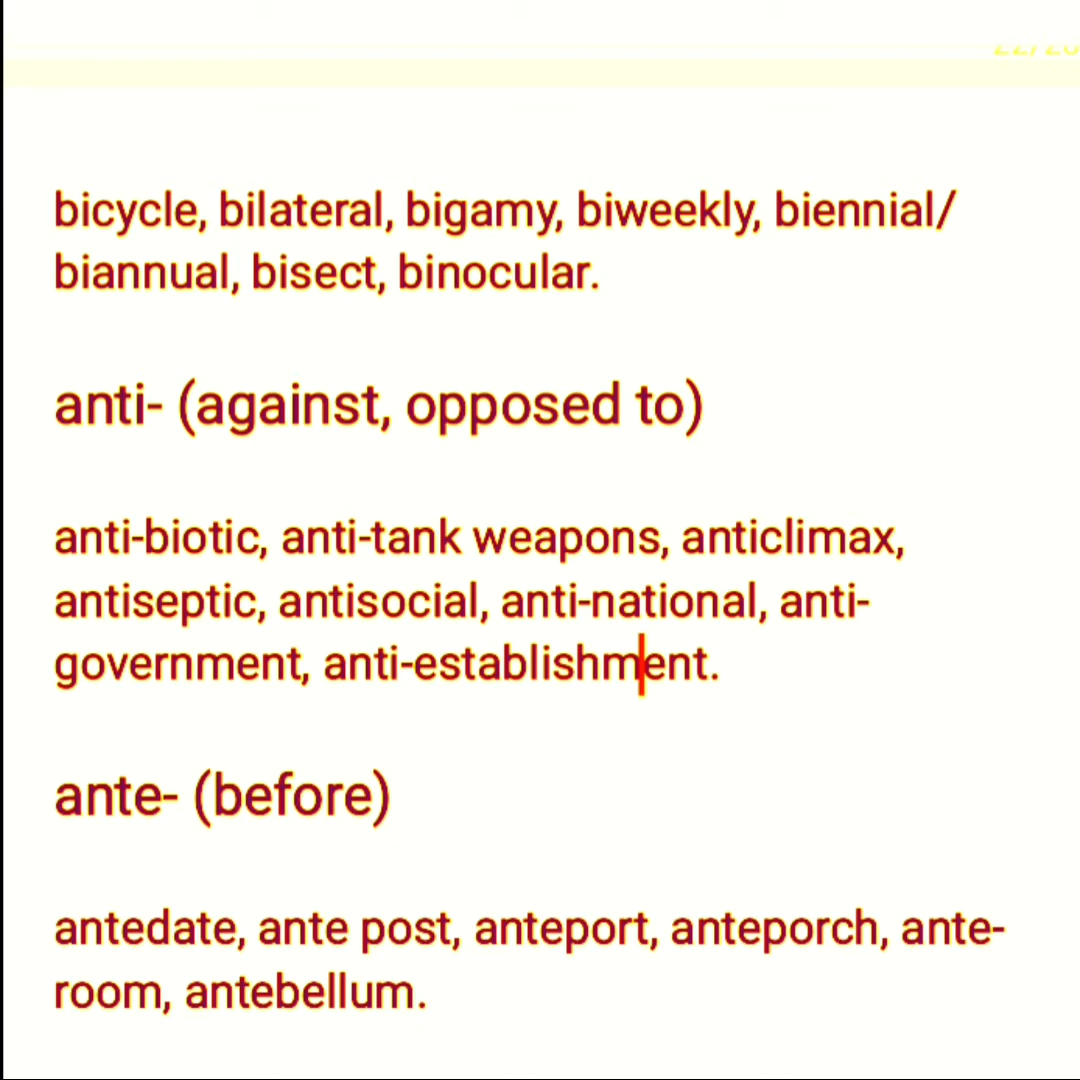 bicycle, bilateral, bigamy, biweekly, biennial/
biannual, bisect, binocular.
anti- (against, opposed to)
anti-biotic, anti-tank weapons, anticlimax,
antiseptic, antisocial, anti-national, anti-
government, anti-establishment.
ante- (before)
antedate, ante post, anteport, anteporch, ante-
room, antebellum.